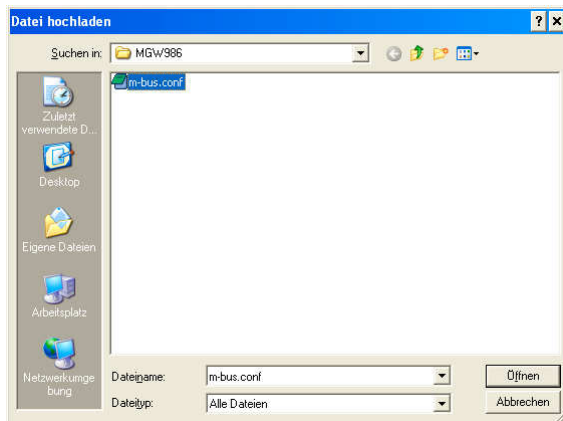 Datei hochladen
Suchen in: MGW986
m-bus.conf
Zuletzt
verwendete D...
Desktop
Eigene Dateien
Arbeitsplatz
Netzwerkumge
bung
Dateiname: m-bus.conf Öffnen
Dateityp: Alle Dateien Abbrechen